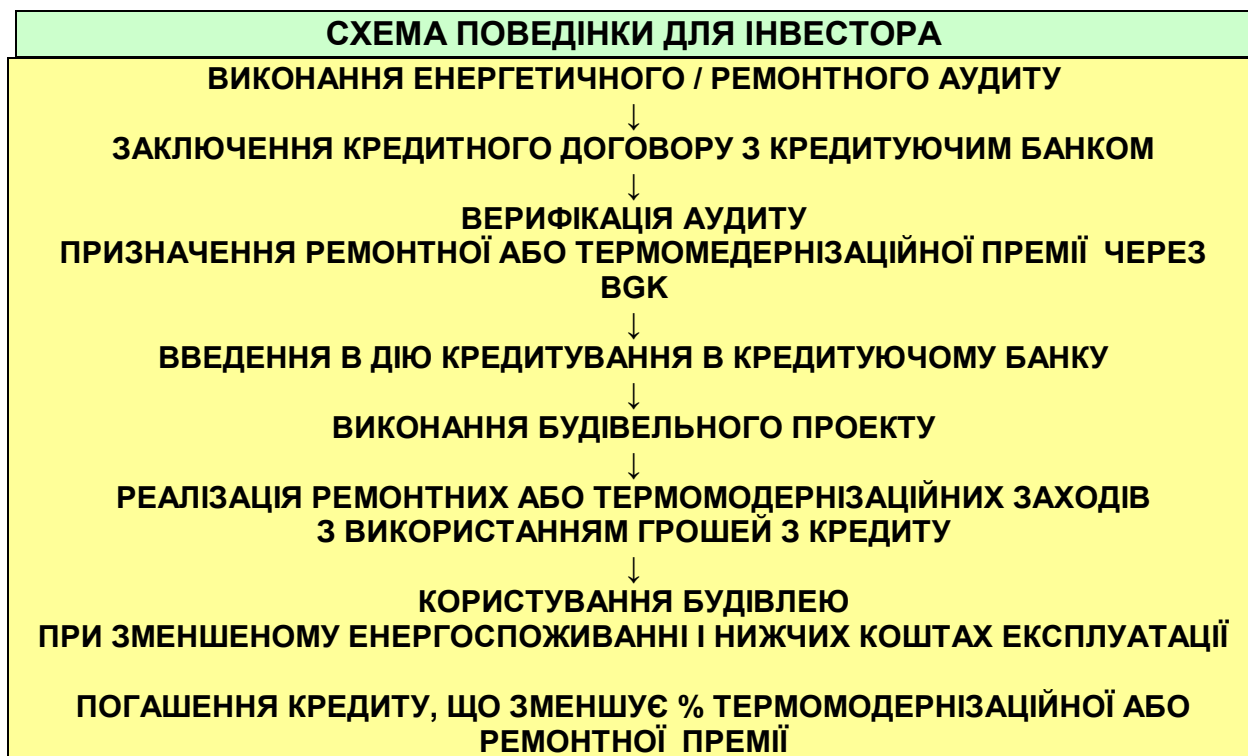 СХЕМА ПОВЕДІНКИ ДЛЯ ІНВЕСТОРА
ВИКОНАННЯ ЕНЕРГЕТИЧНОГО / РЕМОНТНОГО АУДИТУ
↓
ЗАКЛЮЧЕННЯ КРЕДИТНОГО ДОГОВОРУ З КРЕДИТУЮЧИМ БАНКОМ
↓
ВЕРИФІКАЦІЯ АУДИТУ
ПРИЗНАЧЕННЯ РЕМОНТНОЇ АБО ТЕРМОМЕДЕРНІЗАЦІЙНОЇ ПРЕМІЇ ЧЕРЕЗ
BGK
↓
ВВЕДЕННЯ В ДІЮ КРЕДИТУВАННЯ В КРЕДИТУЮЧОМУ БАНКУ
↓
ВИКОНАННЯ БУДІВЕЛЬНОГО ПРОЕКТУ
↓
РЕАЛІЗАЦІЯ РЕМОНТНИХ АБО ТЕРМОМОДЕРНІЗАЦІЙНИХ ЗАХОДІВ
З ВИКОРИСТАННЯМ ГРОШЕЙ З КРЕДИТУ
↓
КОРИСТУВАННЯ БУДІВЛЕЮ
ПРИ ЗМЕНШЕНОМУ ЕНЕРГОСПОЖИВАННІ І НИЖЧИХ КОШТАХ ЕКСПЛУАТАЦІЇ
ПОГАШЕННЯ КРЕДИТУ, ЩО ЗМЕНШУЄ % ТЕРМОМОДЕРНІЗАЦІЙНОЇ АБО
РЕМОНТНОЇ ПРЕМІЇ